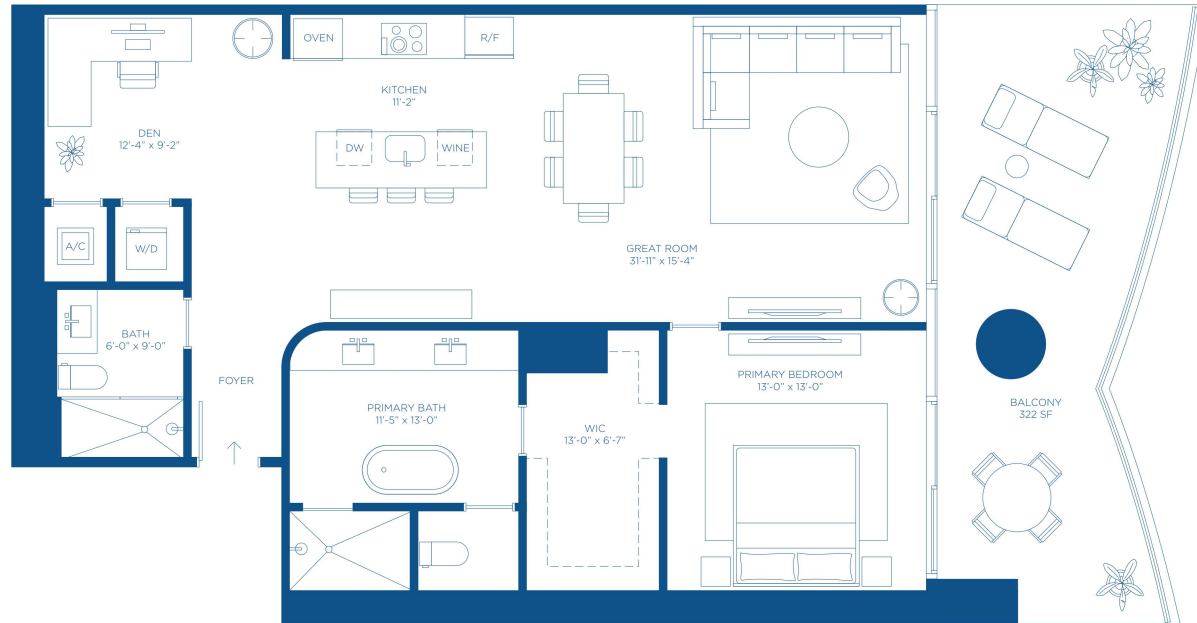 OVEN
R/F
KITCHEN
11'-2"
DEN
12'-4" x 9'-2"
DW
WINE
A/C
W/D
GREAT ROOM
31'-11" x 15'-4"
BATH
6'-0" x 9'-0"
FOYER
PRIMARY BATH
11'-5" x 13'-0"
WIC
13'-0" x 6'-7"
PRIMARY BEDROOM
13'-0" x 13'-0"
BALCONY
322 SF